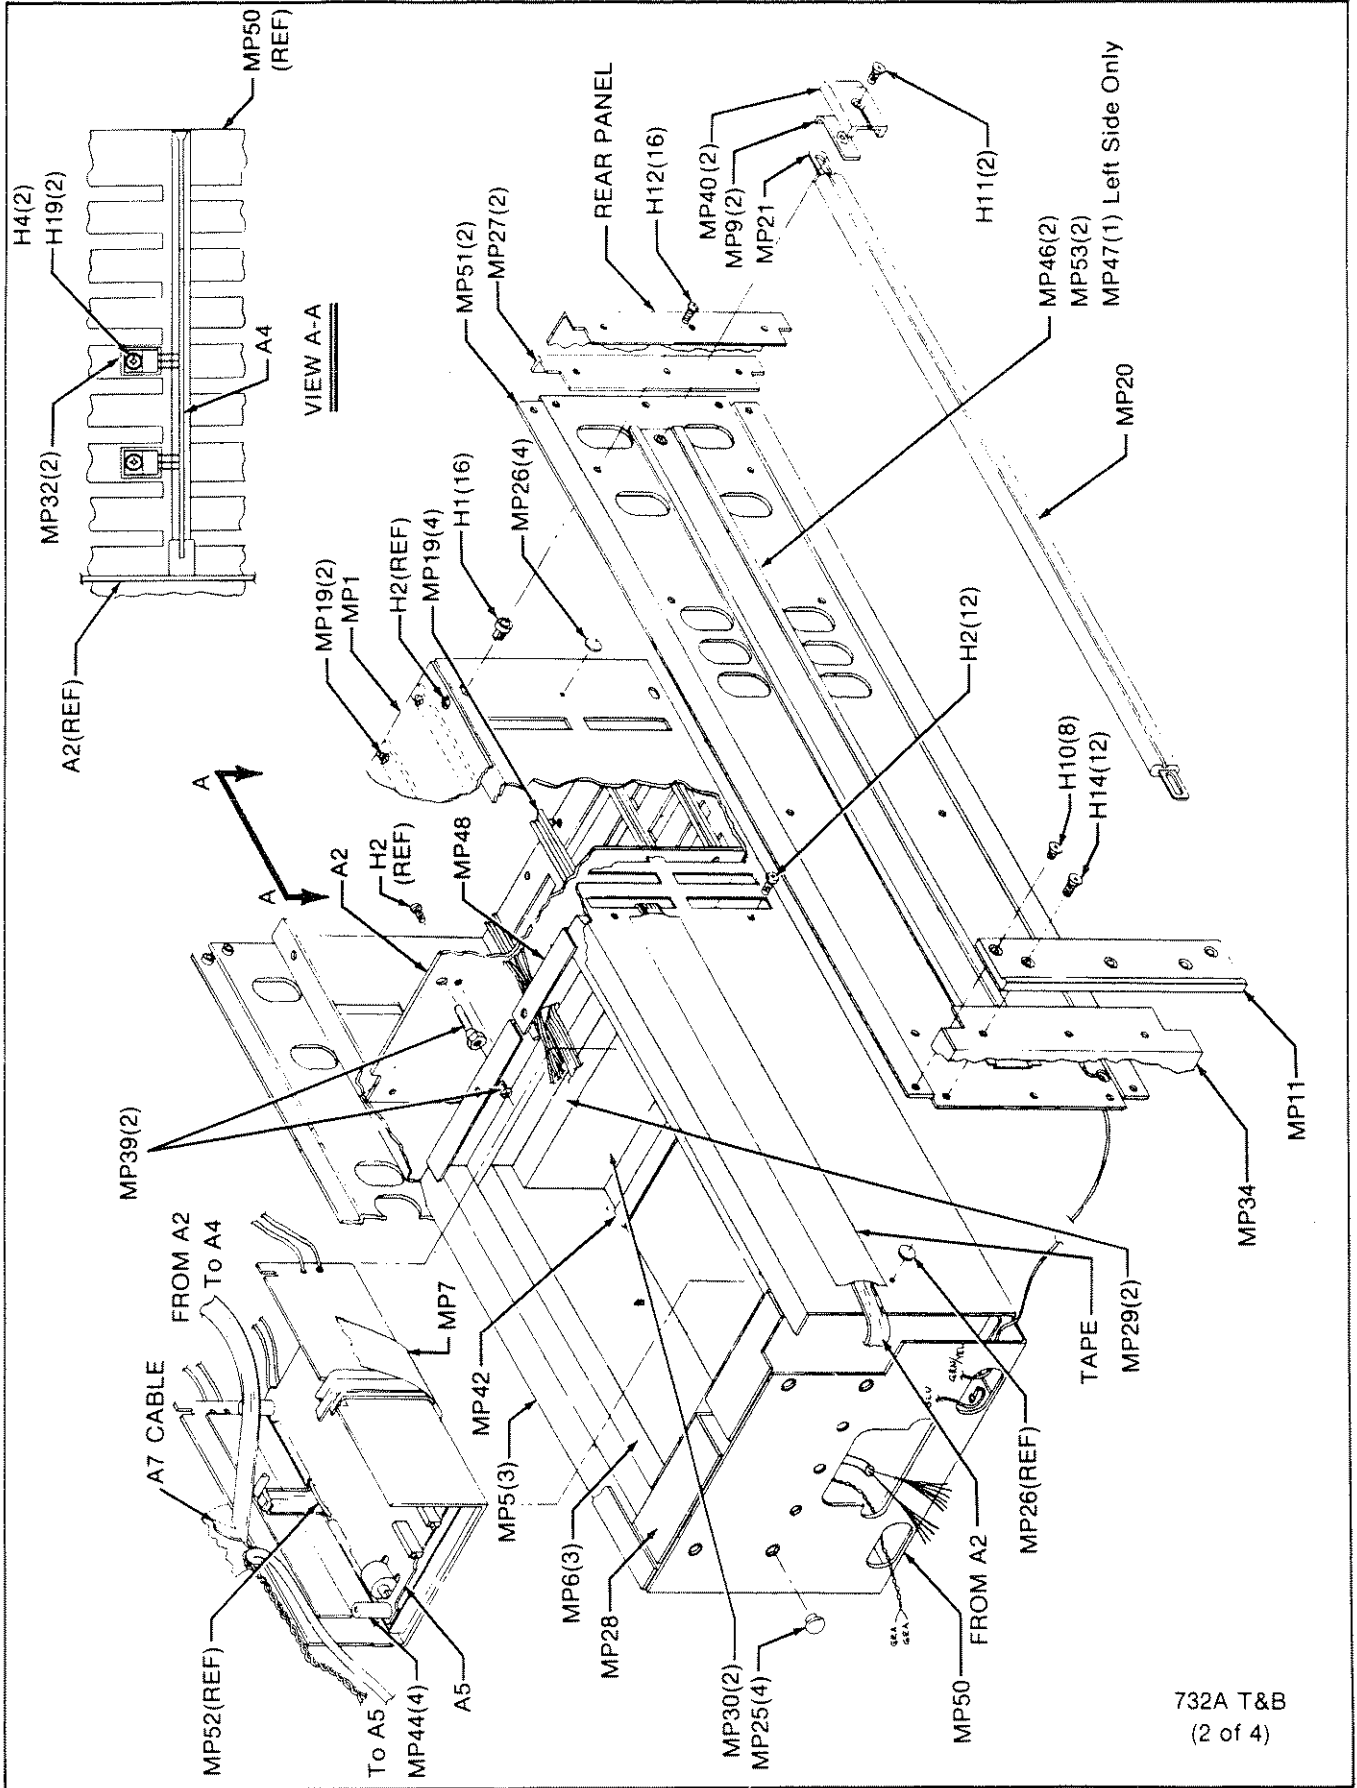 A2(REF)
MP32(2)
H4(2)
H19(2)
MP50
(REF)
A4
VIEW A-A
A
A
MP19(2)
MP1
H2(REF)
MP19(4)
H1(16)
MP26(4)
MP51(2)
MP27(2)
REAR PANEL
H12(16)
MP40(2)
MP9(2)
MP21
H11(2)
MP39(2)
A2
H2
(REF)
MP48
A7 CABLE
FROM A2
To A4
MP52(REF)
To A5
MP44(4)
A5
MP7
MP42
MP5(3)
MP6(3)
MP28
MP30(2)
MP25(4)
MP50
GRA
GRA
FROM A2
MP26(REF)
BLU
GRN/YEL
TAPE
MP29(2)
MP34
MP11
H10(8)
H14(12)
H2(12)
MP46(2)
MP53(2)
MP47(1) Left Side Only
MP20
732A T&B
(2 of 4)